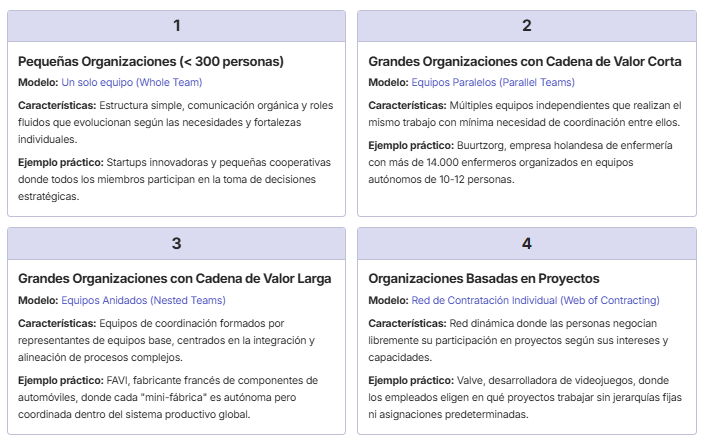 1
Pequeñas Organizaciones (< 300 personas)
Modelo: Un solo equipo (Whole Team)
Características: Estructura simple, comunicación orgánica y roles
fluidos que evolucionan según las necesidades y fortalezas
individuales.
Ejemplo práctico: Startups innovadoras y pequeñas cooperativas
donde todos los miembros participan en la toma de decisiones
estratégicas.
2
Grandes Organizaciones con Cadena de Valor Corta
Modelo: Equipos Paralelos (Parallel Teams)
Características: Múltiples equipos independientes que realizan el
mismo trabajo con mínima necesidad de coordinación entre ellos.
Ejemplo práctico: Buurtzorg, empresa holandesa de enfermería
con más de 14.000 enfermeros organizados en equipos
autónomos de 10-12 personas.
3
Grandes Organizaciones con Cadena de Valor Larga
Modelo: Equipos Anidados (Nested Teams)
Características: Equipos de coordinación formados por
representantes de equipos base, centrados en la integración y
alineación de procesos complejos.
Ejemplo práctico: FAVI, fabricante francés de componentes de
automóviles, donde cada "mini-fábrica" es autónoma pero
coordinada dentro del sistema productivo global.
4
Organizaciones Basadas en Proyectos
Modelo: Red de Contratación Individual (Web of Contracting)
Características: Red dinámica donde las personas negocian
libremente su participación en proyectos según sus intereses y
capacidades.
Ejemplo práctico: Valve, desarrolladora de videojuegos, donde
los empleados eligen en qué proyectos trabajar sin jerarquías fijas
ni asignaciones predeterminadas.